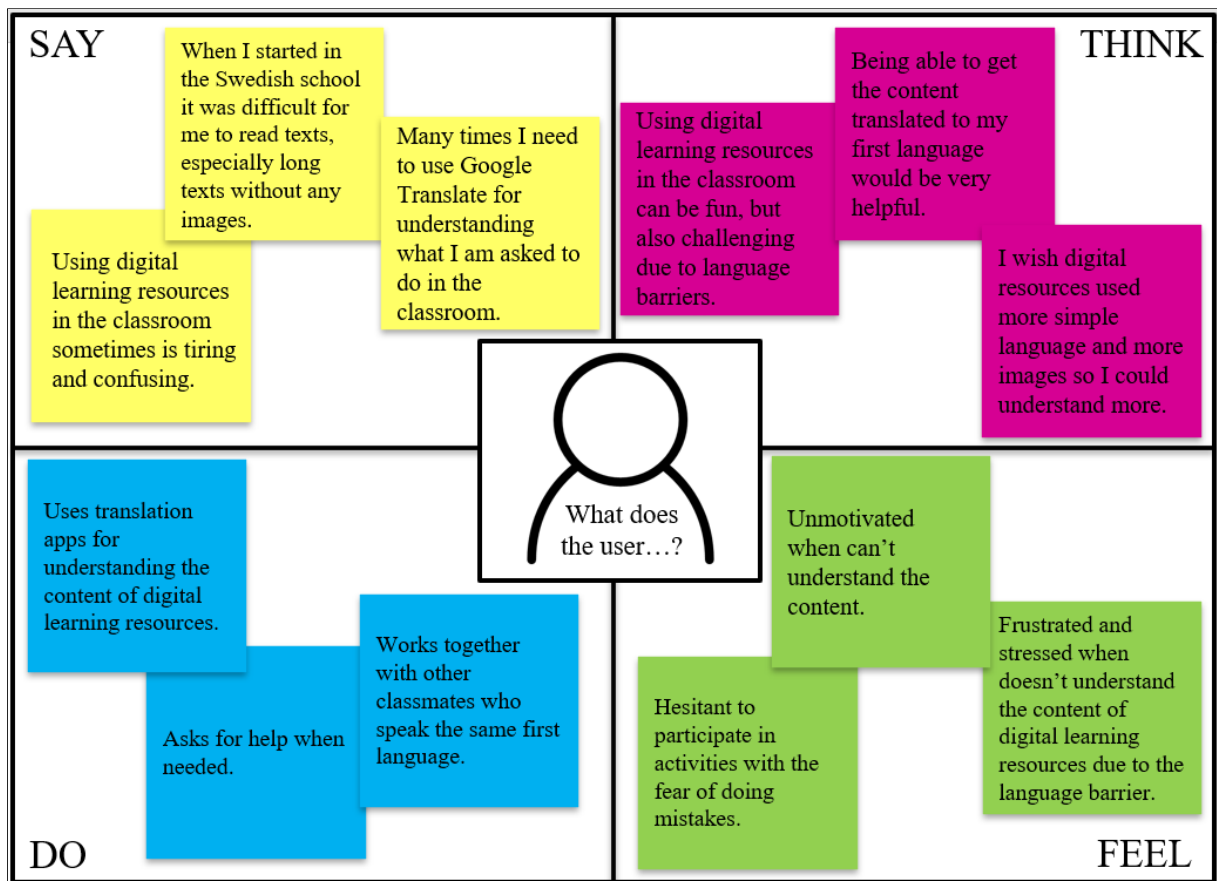 SAY
When I started in
the Swedish school
it was difficult for
me to read texts,
especially long
texts without any
images.
Many times I need
to use Google
Translate for
understanding
what I am asked to
do in the
classroom.
Using digital
learning resources
in the classroom
sometimes is tiring
and confusing.
THINK
Being able to get
the content
translated to my
first language
would be very
helpful.
Using digital
learning resources
in the classroom
can be fun, but
also challenging
due to language
barriers.
I wish digital
resources used
more simple
language and more
images so I could
understand more.
What does
the user…?
Uses translation
apps for
understanding the
content of digital
learning resources.
Works together
with other
classmates who
speak the same first
language.
Asks for help when
needed.
DO
Unmotivated
when can’t
understand the
content.
Frustrated and
stressed when
doesn’t understand
the content of
digital learning
resources due to the
language barrier.
Hesitant to
participate in
activities with the
fear of doing
mistakes.
FEEL